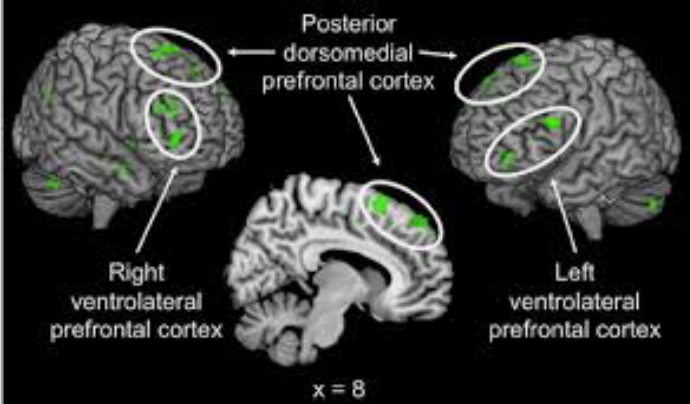 Posterior
dorsomedial
prefrontal cortex
Right
ventrolateral
prefrontal cortex
Left
ventrolateral
prefrontal cortex
x = 8